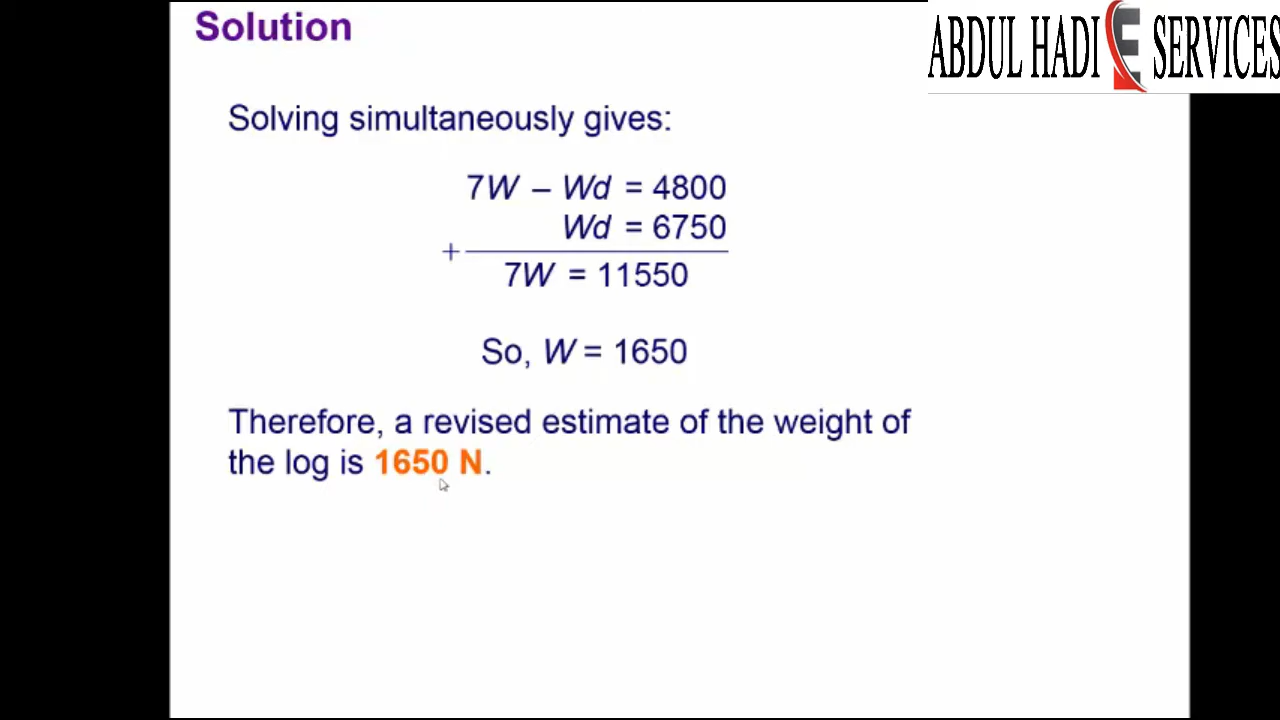 Solution
ABDUL HADI E SERVICES
Solving simultaneously gives:
7W – Wd = 4800
Wd = 6750
+
7W = 11550
So, W = 1650
Therefore, a revised estimate of the weight of
the log is 1650 N.